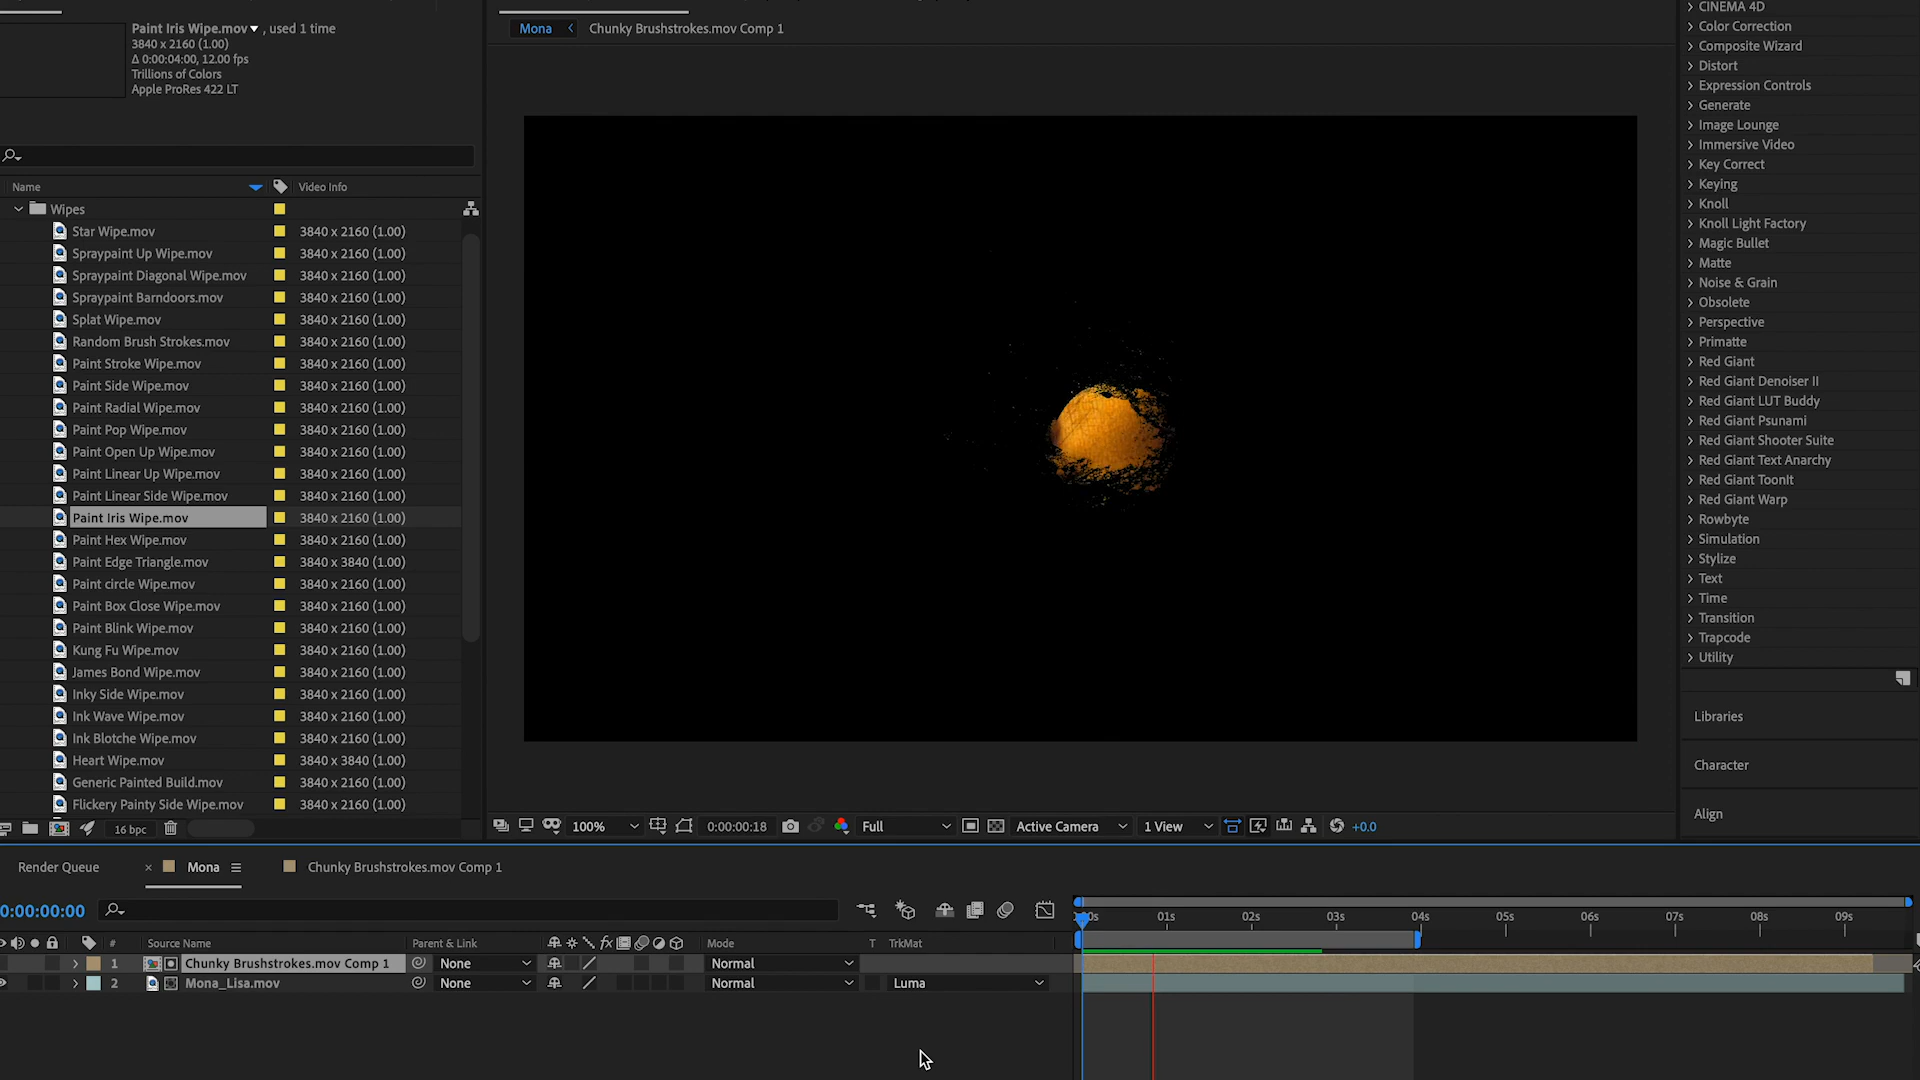 Paint Iris Wipe.mov , used 1 time
3840 x 2160 (1.00)
Δ 0:00:04:00, 12.00 fps
Trillions of Colors
Apple ProRes 422 LT
Name Video Info
Wipes
Star Wipe.mov 3840 x 2160 (1.00)
Spraypaint Up Wipe.mov 3840 x 2160 (1.00)
Spraypaint Diagonal Wipe.mov 3840 x 2160 (1.00)
Spraypaint Barndoors.mov 3840 x 2160 (1.00)
Splat Wipe.mov 3840 x 2160 (1.00)
Random Brush Strokes.mov 3840 x 2160 (1.00)
Paint Stroke Wipe.mov 3840 x 2160 (1.00)
Paint Side Wipe.mov 3840 x 2160 (1.00)
Paint Radial Wipe.mov 3840 x 2160 (1.00)
Paint Pop Wipe.mov 3840 x 2160 (1.00)
Paint Open Up Wipe.mov 3840 x 2160 (1.00)
Paint Linear Up Wipe.mov 3840 x 2160 (1.00)
Paint Linear Side Wipe.mov 3840 x 2160 (1.00)
Paint Iris Wipe.mov 3840 x 2160 (1.00)
Paint Hex Wipe.mov 3840 x 2160 (1.00)
Paint Edge Triangle.mov 3840 x 3840 (1.00)
Paint circle Wipe.mov 3840 x 2160 (1.00)
Paint Box Close Wipe.mov 3840 x 2160 (1.00)
Paint Blink Wipe.mov 3840 x 2160 (1.00)
Kung Fu Wipe.mov 3840 x 2160 (1.00)
James Bond Wipe.mov 3840 x 2160 (1.00)
Inky Side Wipe.mov 3840 x 2160 (1.00)
Ink Wave Wipe.mov 3840 x 2160 (1.00)
Ink Blotche Wipe.mov 3840 x 2160 (1.00)
Heart Wipe.mov 3840 x 3840 (1.00)
Generic Painted Build.mov 3840 x 2160 (1.00)
Flickery Painty Side Wipe.mov 3840 x 2160 (1.00)
16 bpc
Mona Chunky Brushstrokes.mov Comp 1
100% 0:00:00:18 Full Active Camera 1 View +0.0
CINEMA 4D
Color Correction
Composite Wizard
Distort
Expression Controls
Generate
Image Lounge
Immersive Video
Key Correct
Keying
Knoll
Knoll Light Factory
Magic Bullet
Matte
Noise & Grain
Obsolete
Perspective
Primatte
Red Giant
Red Giant Denoiser II
Red Giant LUT Buddy
Red Giant Psunami
Red Giant Shooter Suite
Red Giant Text Anarchy
Red Giant ToonIt
Red Giant Warp
Rowbyte
Simulation
Stylize
Text
Time
Transition
Trapcode
Utility
Libraries
Character
Align
Render Queue Mona Chunky Brushstrokes.mov Comp 1
0:00:00:00
01s 02s 03s 04s 05s 06s 07s 08s 09s
# Source Name Parent & Link fx Mode T TrkMat
1 Chunky Brushstrokes.mov Comp 1 None Normal
2 Mona_Lisa.mov None Normal Luma